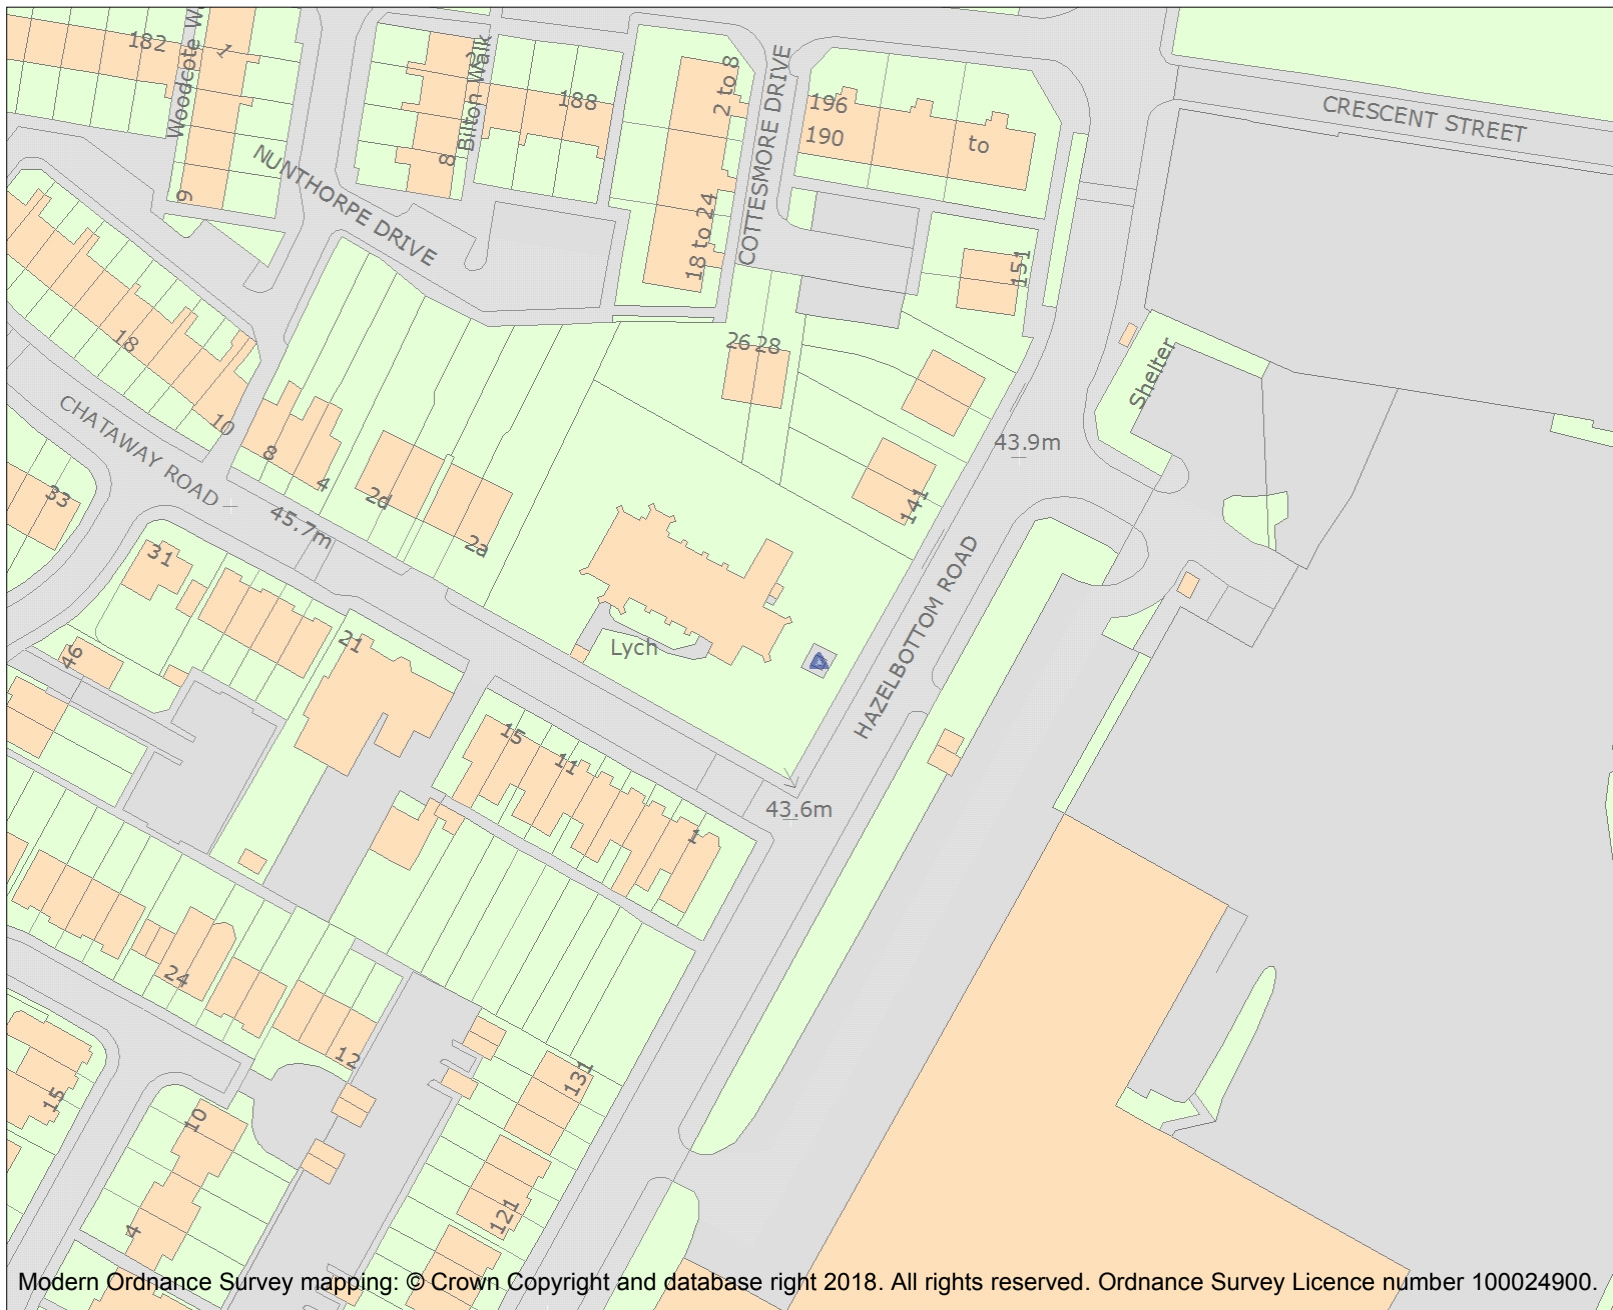 182
Woodcote W
1
9
Bilton Walk
2
8
188
2 to 8
18 to 24
COTTESMORE DRIVE
196
190
to
CRESCENT STREET
NUNTHORPE DRIVE
151
18
10
26 28
Shelter
CHATAWAY ROAD
8
4
2d
2a
43.9m
141
33
45.7m
31
21
46
Lych
HAZELBOTTOM ROAD
15
11
1
43.6m
24
12
15
10
4
131
121
Modern Ordnance Survey mapping: © Crown Copyright and database right 2018. All rights reserved. Ordnance Survey Licence number 100024900.